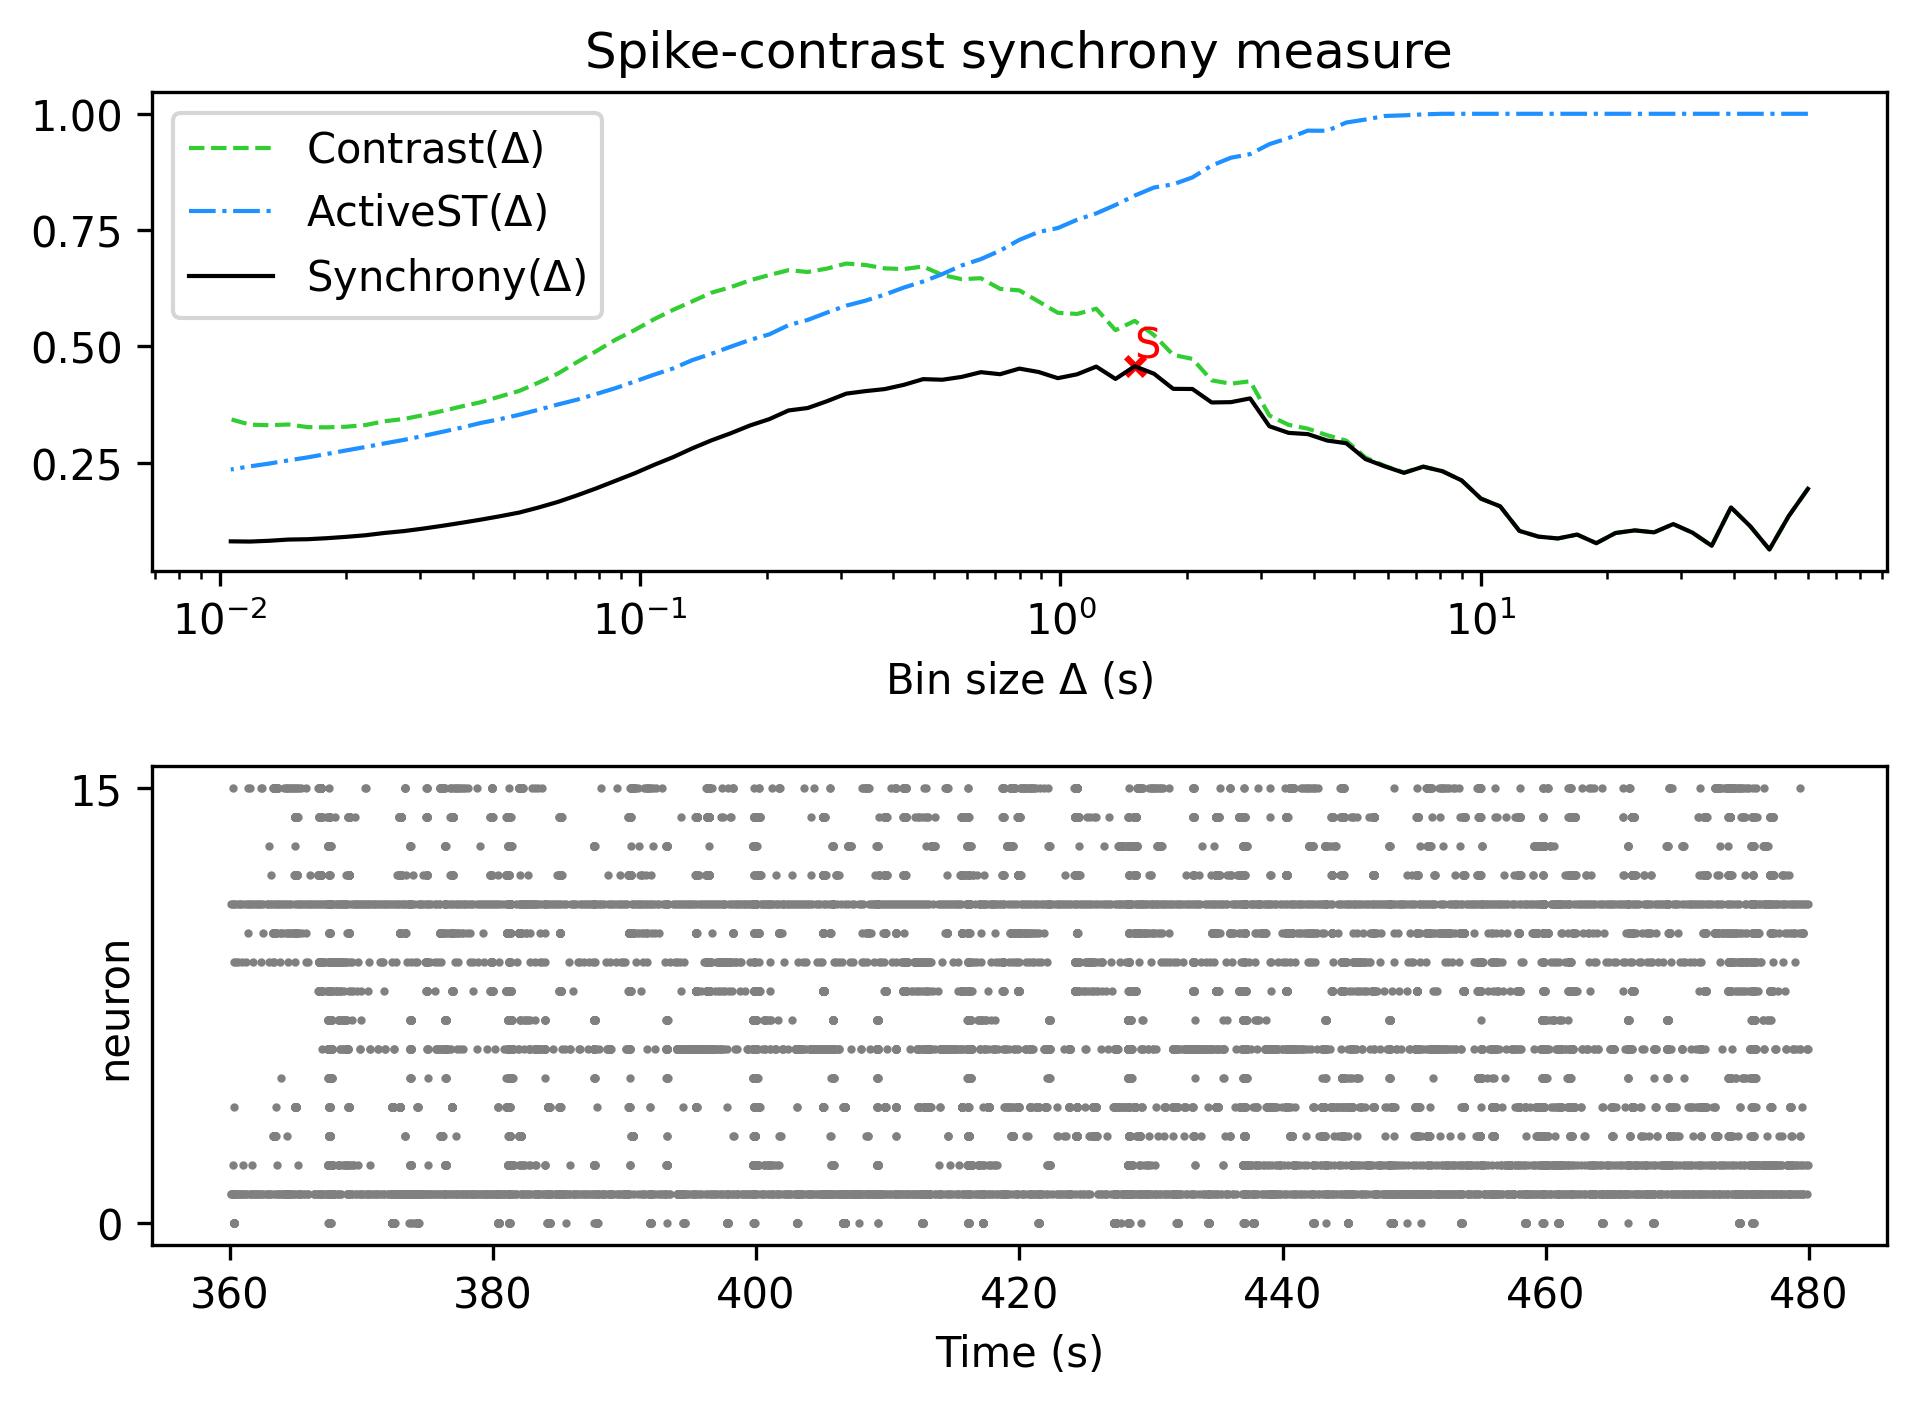 Spike-contrast synchrony measure
1.00
0.75
0.50
0.25
Contrast(Δ)
ActiveST(Δ)
Synchrony(Δ)
S
10⁻² 10⁻¹ 10⁰ 10¹
Bin size Δ (s)
15
0
neuron
360 380 400 420 440 460 480
Time (s)